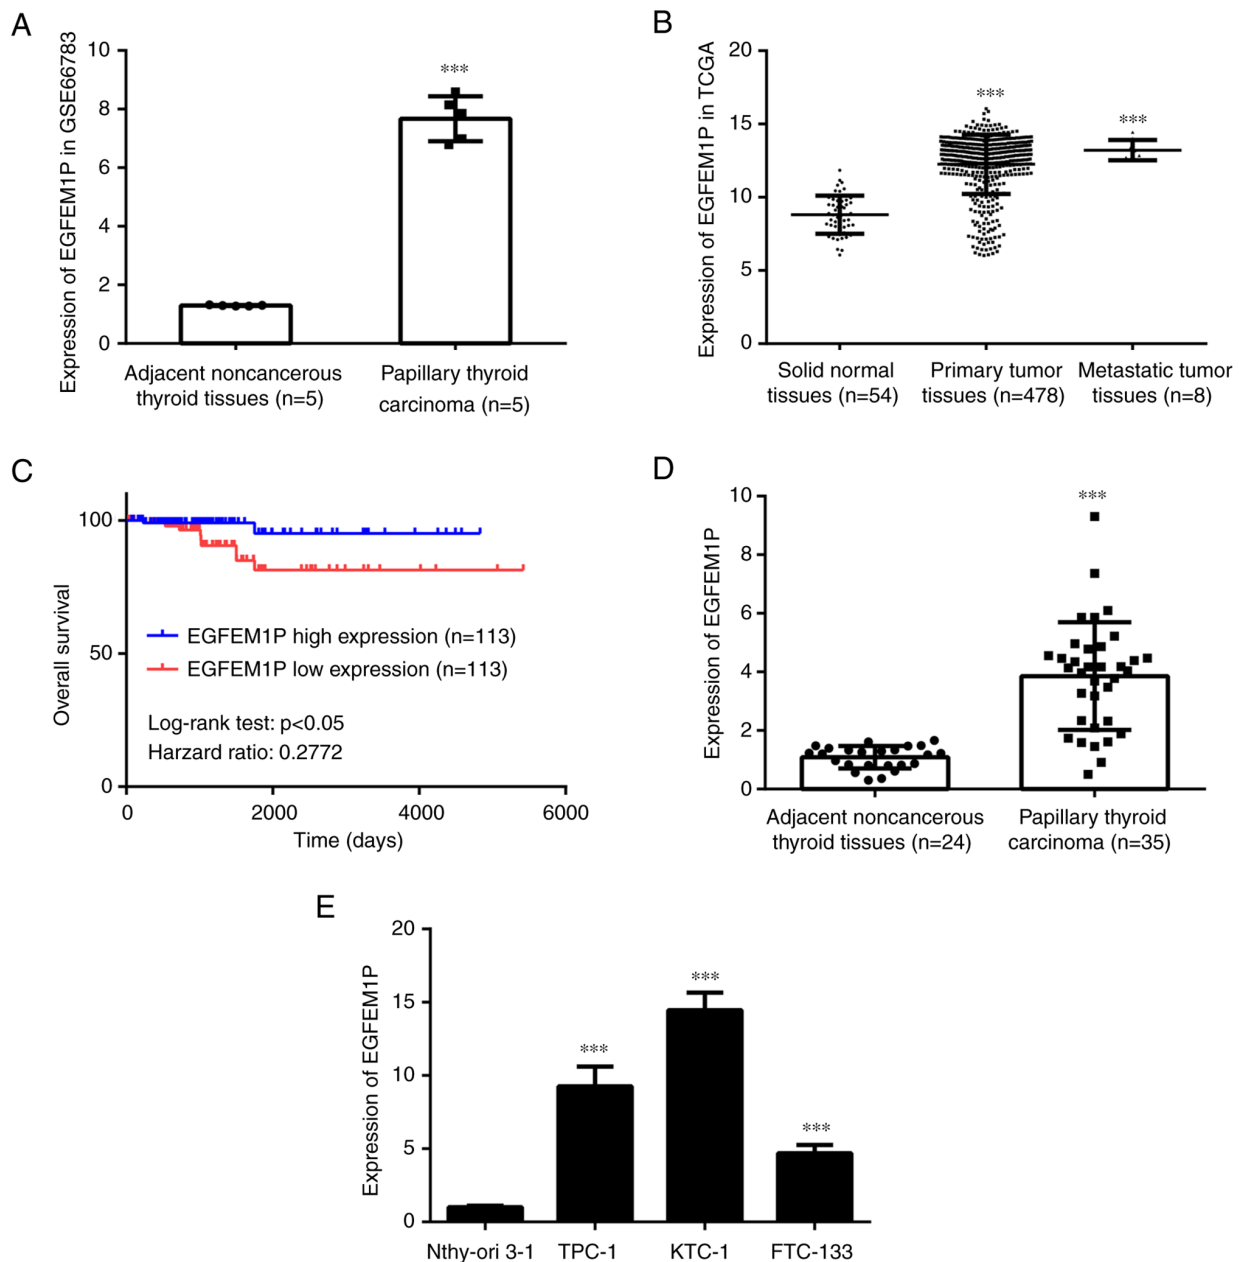 A
Expression of EGFEM1P in GSE66783
10
8
6
4
2
0
***
Adjacent noncancerous
thyroid tissues (n=5)
Papillary thyroid
carcinoma (n=5)
B
Expression of EGFEM1P in TCGA
20
15
10
5
0
***
***
Solid normal
tissues (n=54)
Primary tumor
tissues (n=478)
Metastatic tumor
tissues (n=8)
C
Overall survival
100
50
0
EGFEM1P high expression (n=113)
EGFEM1P low expression (n=113)
Log-rank test: p<0.05
Harzard ratio: 0.2772
0
2000
4000
6000
Time (days)
D
Expression of EGFEM1P
10
8
6
4
2
0
***
Adjacent noncancerous
thyroid tissues (n=24)
Papillary thyroid
carcinoma (n=35)
E
Expression of EGFEM1P
20
15
10
5
0
***
***
***
Nthy-ori 3-1
TPC-1
KTC-1
FTC-133